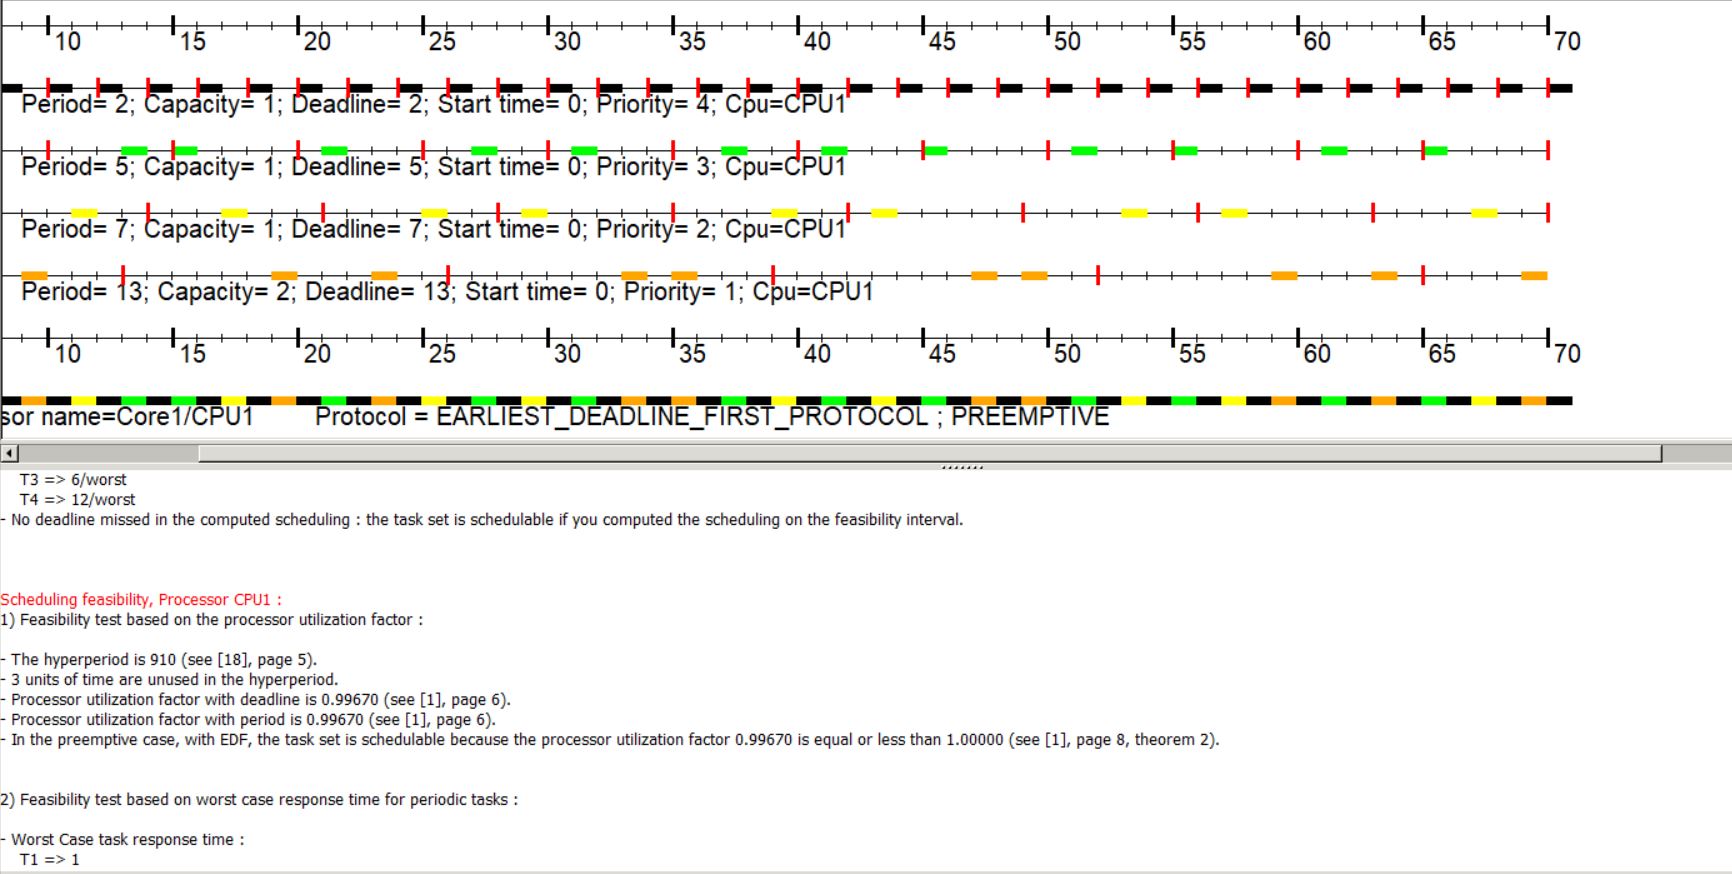 10 15 20 25 30 35 40 45 50 55 60 65 70
Period= 2; Capacity= 1; Deadline= 2; Start time= 0; Priority= 4; Cpu=CPU1
Period= 5; Capacity= 1; Deadline= 5; Start time= 0; Priority= 3; Cpu=CPU1
Period= 7; Capacity= 1; Deadline= 7; Start time= 0; Priority= 2; Cpu=CPU1
Period= 13; Capacity= 2; Deadline= 13; Start time= 0; Priority= 1; Cpu=CPU1
10 15 20 25 30 35 40 45 50 55 60 65 70
sor name=Core1/CPU1 Protocol = EARLIEST_DEADLINE_FIRST_PROTOCOL ; PREEMPTIVE
T3 => 6/worst
T4 => 12/worst
- No deadline missed in the computed scheduling : the task set is schedulable if you computed the scheduling on the feasibility interval.
Scheduling feasibility, Processor CPU1 :
1) Feasibility test based on the processor utilization factor :
- The hyperperiod is 910 (see [18], page 5).
- 3 units of time are unused in the hyperperiod.
- Processor utilization factor with deadline is 0.99670 (see [1], page 6).
- Processor utilization factor with period is 0.99670 (see [1], page 6).
- In the preemptive case, with EDF, the task set is schedulable because the processor utilization factor 0.99670 is equal or less than 1.00000 (see [1], page 8, theorem 2).
2) Feasibility test based on worst case response time for periodic tasks :
- Worst Case task response time :
T1 => 1